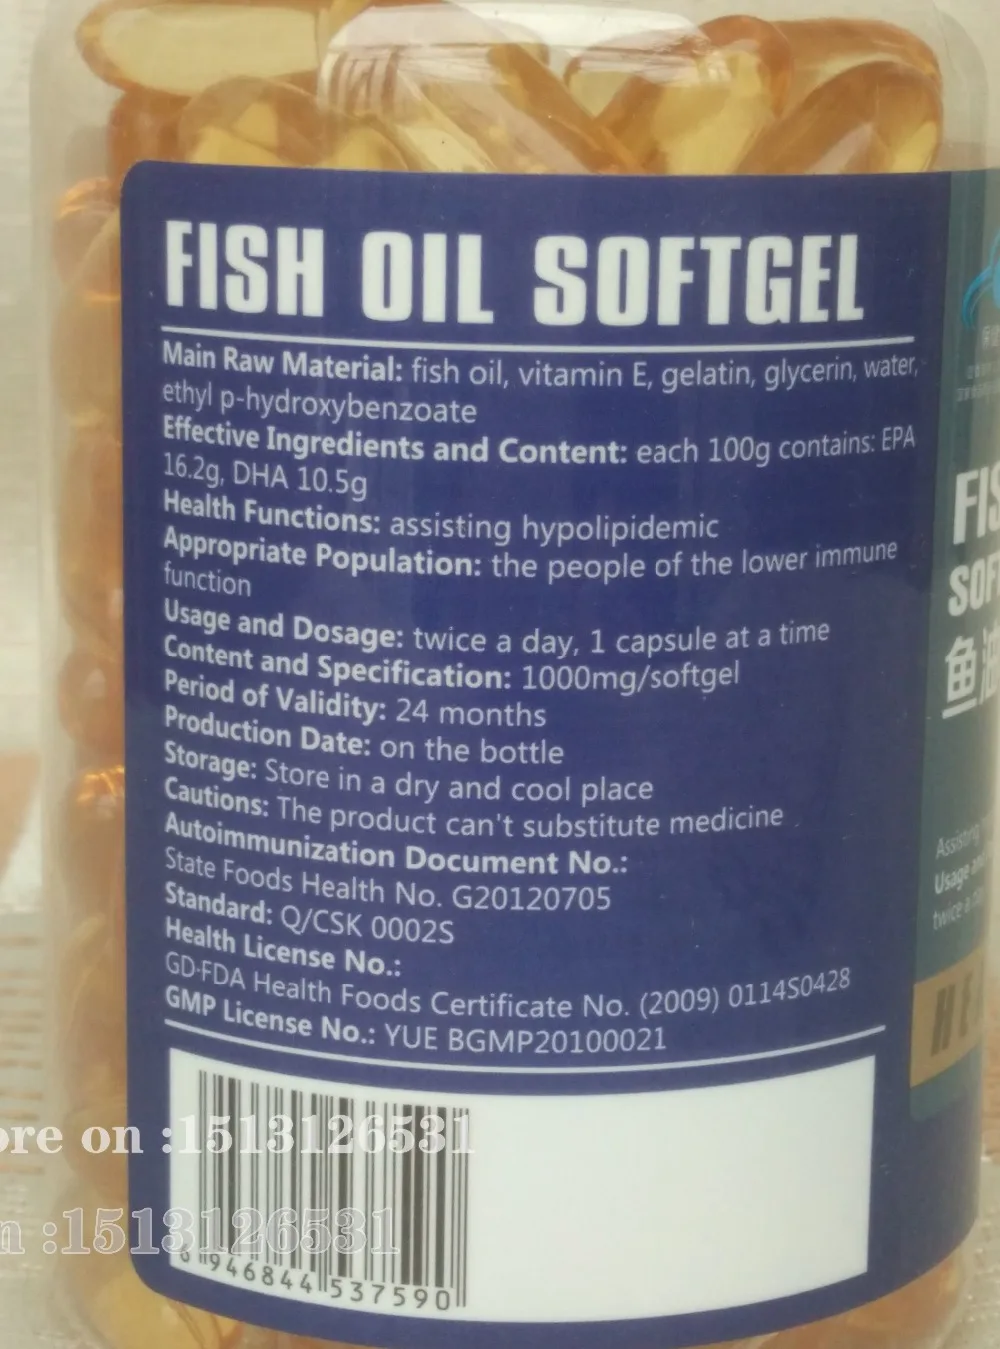 FISH OIL SOFTGEL
Main Raw Material: fish oil, vitamin E, gelatin, glycerin, water,
ethyl p-hydroxybenzoate
Effective Ingredients and Content: each 100g contains: EPA
16.2g, DHA 10.5g
Health Functions: assisting hypolipidemic
Appropriate Population: the people of the lower immune
function
Usage and Dosage: twice a day, 1 capsule at a time
Content and Specification: 1000mg/softgel
Period of Validity: 24 months
Production Date: on the bottle
Storage: Store in a dry and cool place
Cautions: The product can't substitute medicine
Autoimmunization Document No.:
State Foods Health No. G20120705
Standard: Q/CSK 0002S
Health License No.:
GD·FDA Health Foods Certificate No. (2009) 0114S0428
GMP License No.: YUE BGMP20100021
ore on :1513126531
n :1513126531
6 946844 537590
FIS
SOF
鱼油
Assisting
Usage an
twice a d